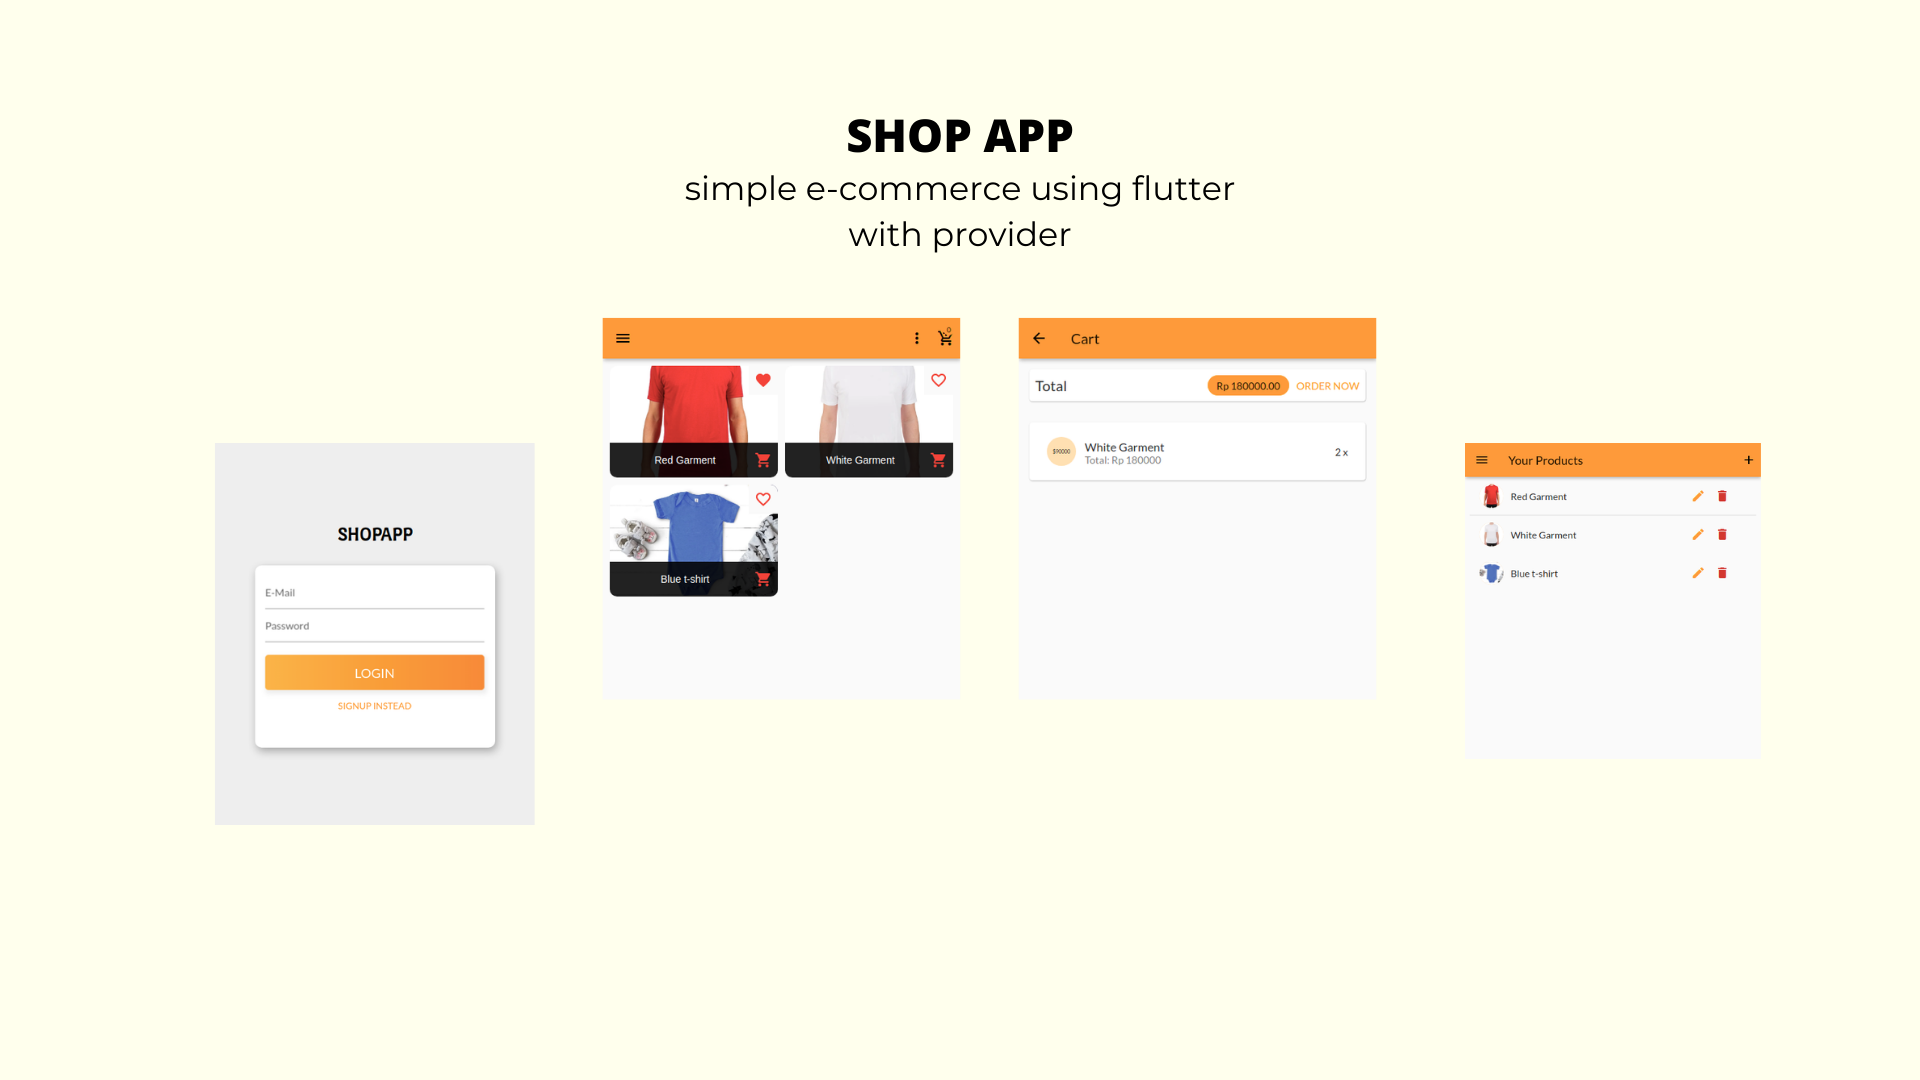 SHOP APP
simple e-commerce using flutter
with provider
SHOPAPP
E-Mail
Password
LOGIN
SIGNUP INSTEAD
0
Red Garment
White Garment
Blue t-shirt
Cart
Total
Rp 180000.00
ORDER NOW
$90000
White Garment
Total: Rp 180000
2 x
Your Products
Red Garment
White Garment
Blue t-shirt